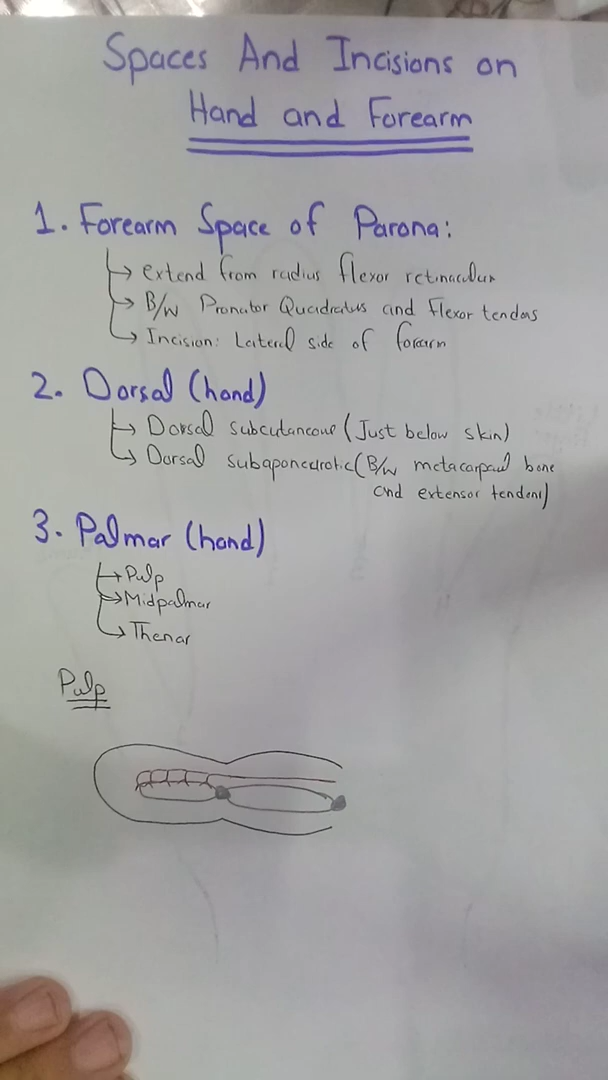 Spaces And Incisions on
Hand and Forearm
1. Forearm Space of Parona:
extend from radius flexor retinaculum
B/W Pronator Quadratus and Flexor tendons
Incision: Lateral side of forearm
2. Dorsal (hand)
Dorsal subcutaneous (Just below skin)
Dorsal subaponeurotic (B/W metacarpal bone
and extensor tendons)
3. Palmar (hand)
Pulp
Midpalmar
Thenar
Pulp